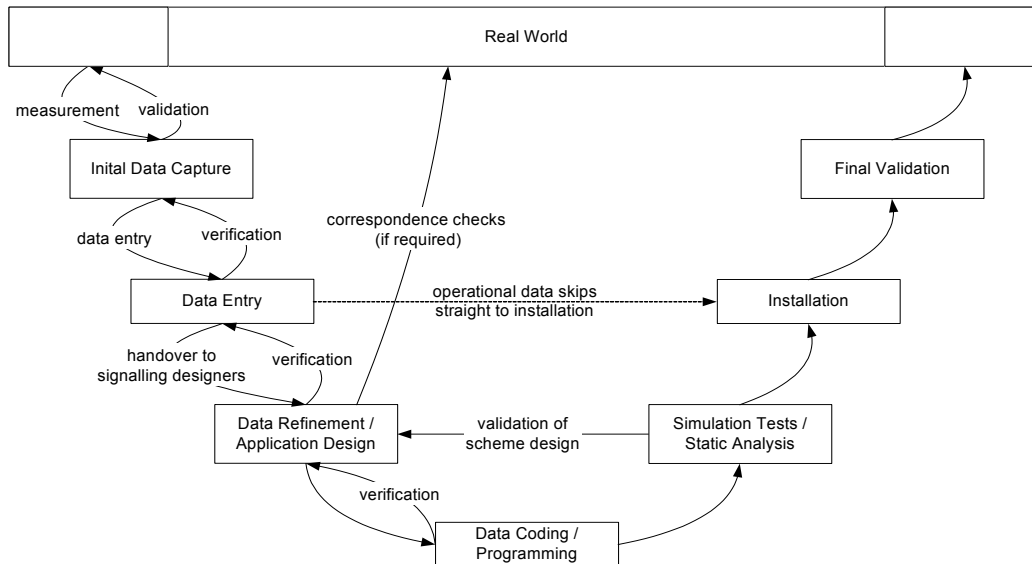 Real World
measurement
validation
Inital Data Capture
Final Validation
correspondence checks
(if required)
data entry
verification
Data Entry
operational data skips
straight to installation
Installation
handover to
signalling designers
verification
Data Refinement /
Application Design
validation of
scheme design
Simulation Tests /
Static Analysis
verification
Data Coding /
Programming